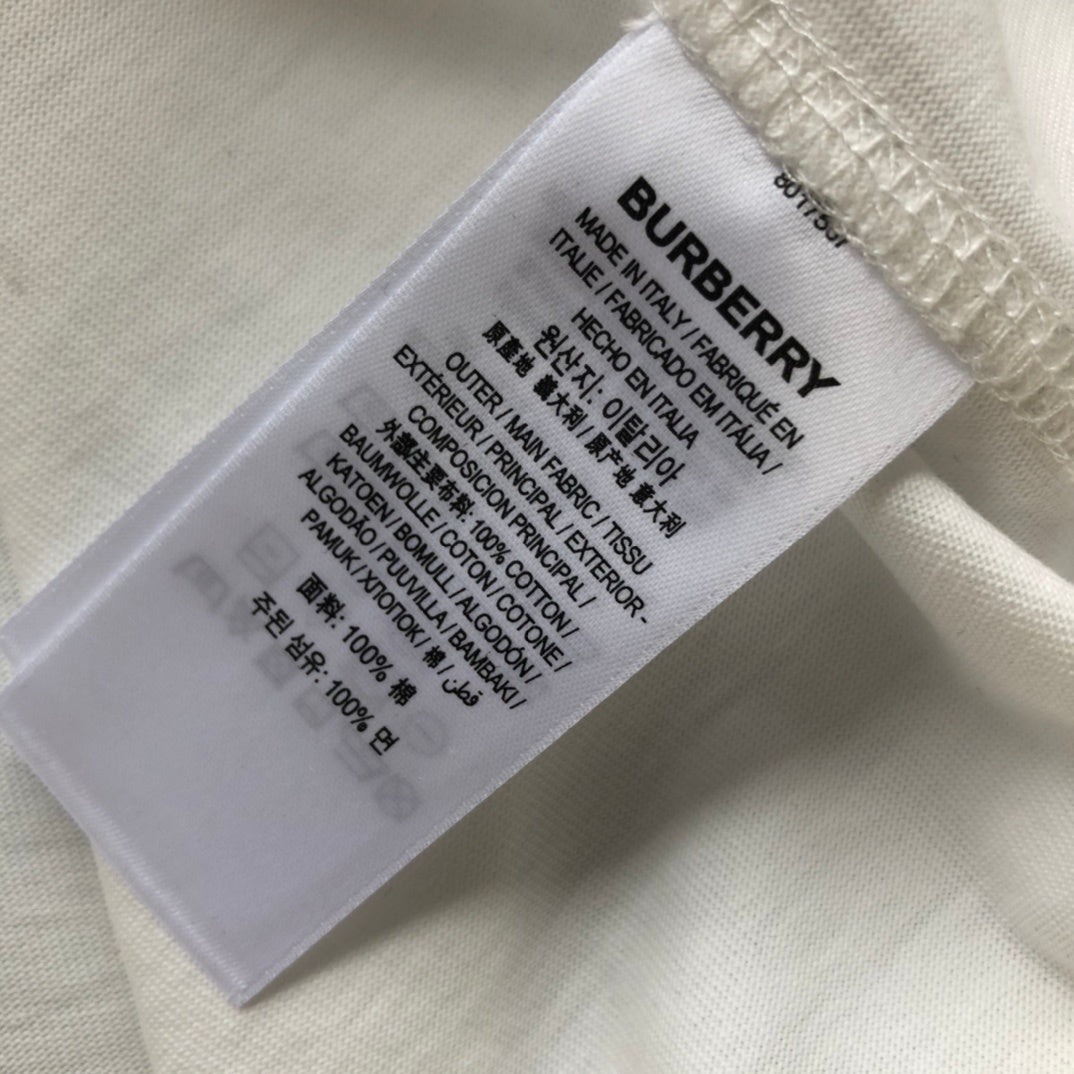 BURBERRY
MADE IN ITALY / FABRIQUÉ EN
ITALIE / FABRICADO EM ITÁLIA /
HECHO EN ITALIA
원산지: 이탈리아
原產地 意大利 / 原产地 意大利
OUTER / MAIN FABRIC / TISSU
EXTÉRIEUR / PRINCIPAL / EXTERIOR -
COMPOSICION PRINCIPAL /
外部主要布料: 100% COTTON /
BAUMWOLLE / COTON / COTONE /
KATOEN / BOMULL / ALGODÓN /
ALGODÃO / PUUVILLA / BAMBAKI /
PAMUK / ХЛОПОК / 棉 / قطن
面料: 100% 棉
주된 섬유: 100% 면